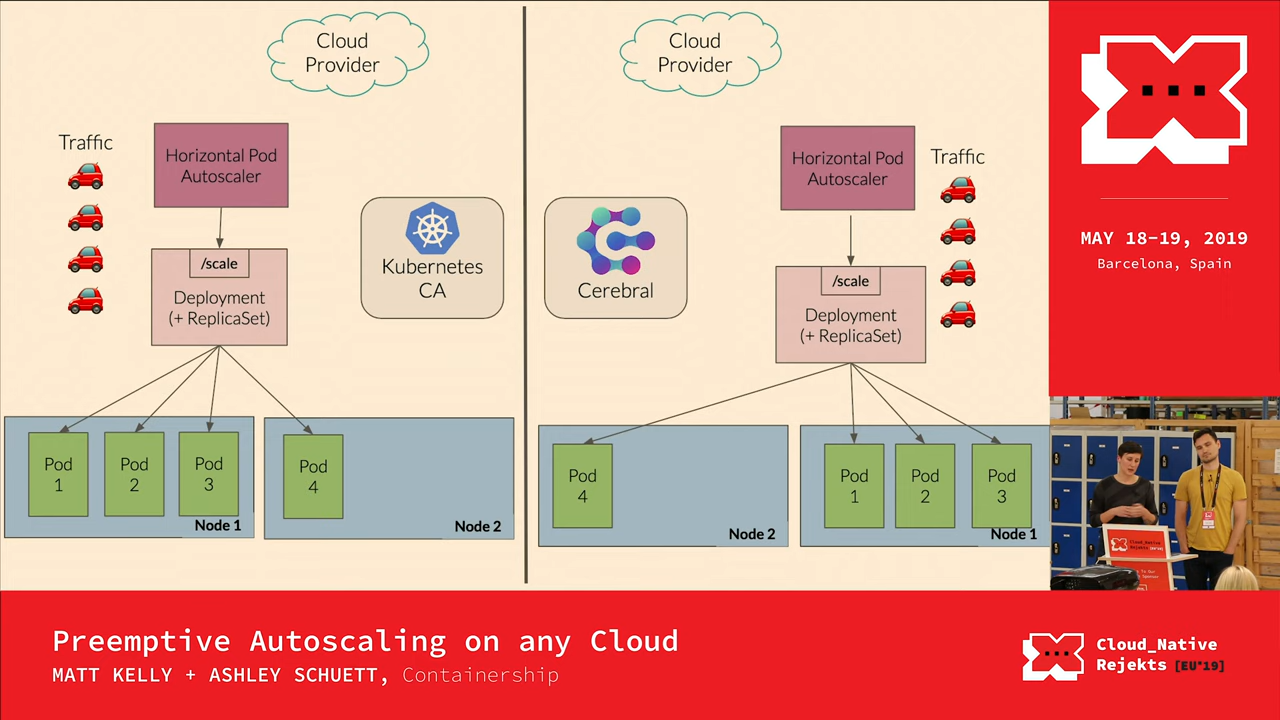 Cloud
Provider
Traffic
Horizontal Pod
Autoscaler
/scale
Deployment
(+ ReplicaSet)
Kubernetes
CA
Pod
1
Pod
2
Pod
3
Node 1
Pod
4
Node 2
Cloud
Provider
Cerebral
Horizontal Pod
Autoscaler
Traffic
/scale
Deployment
(+ ReplicaSet)
Pod
4
Node 2
Pod
1
Pod
2
Pod
3
Node 1
MAY 18-19, 2019
Barcelona, Spain
Preemptive Autoscaling on any Cloud
MATT KELLY + ASHLEY SCHUETT, Containership
Cloud_Native
Rejekts [EU*19]